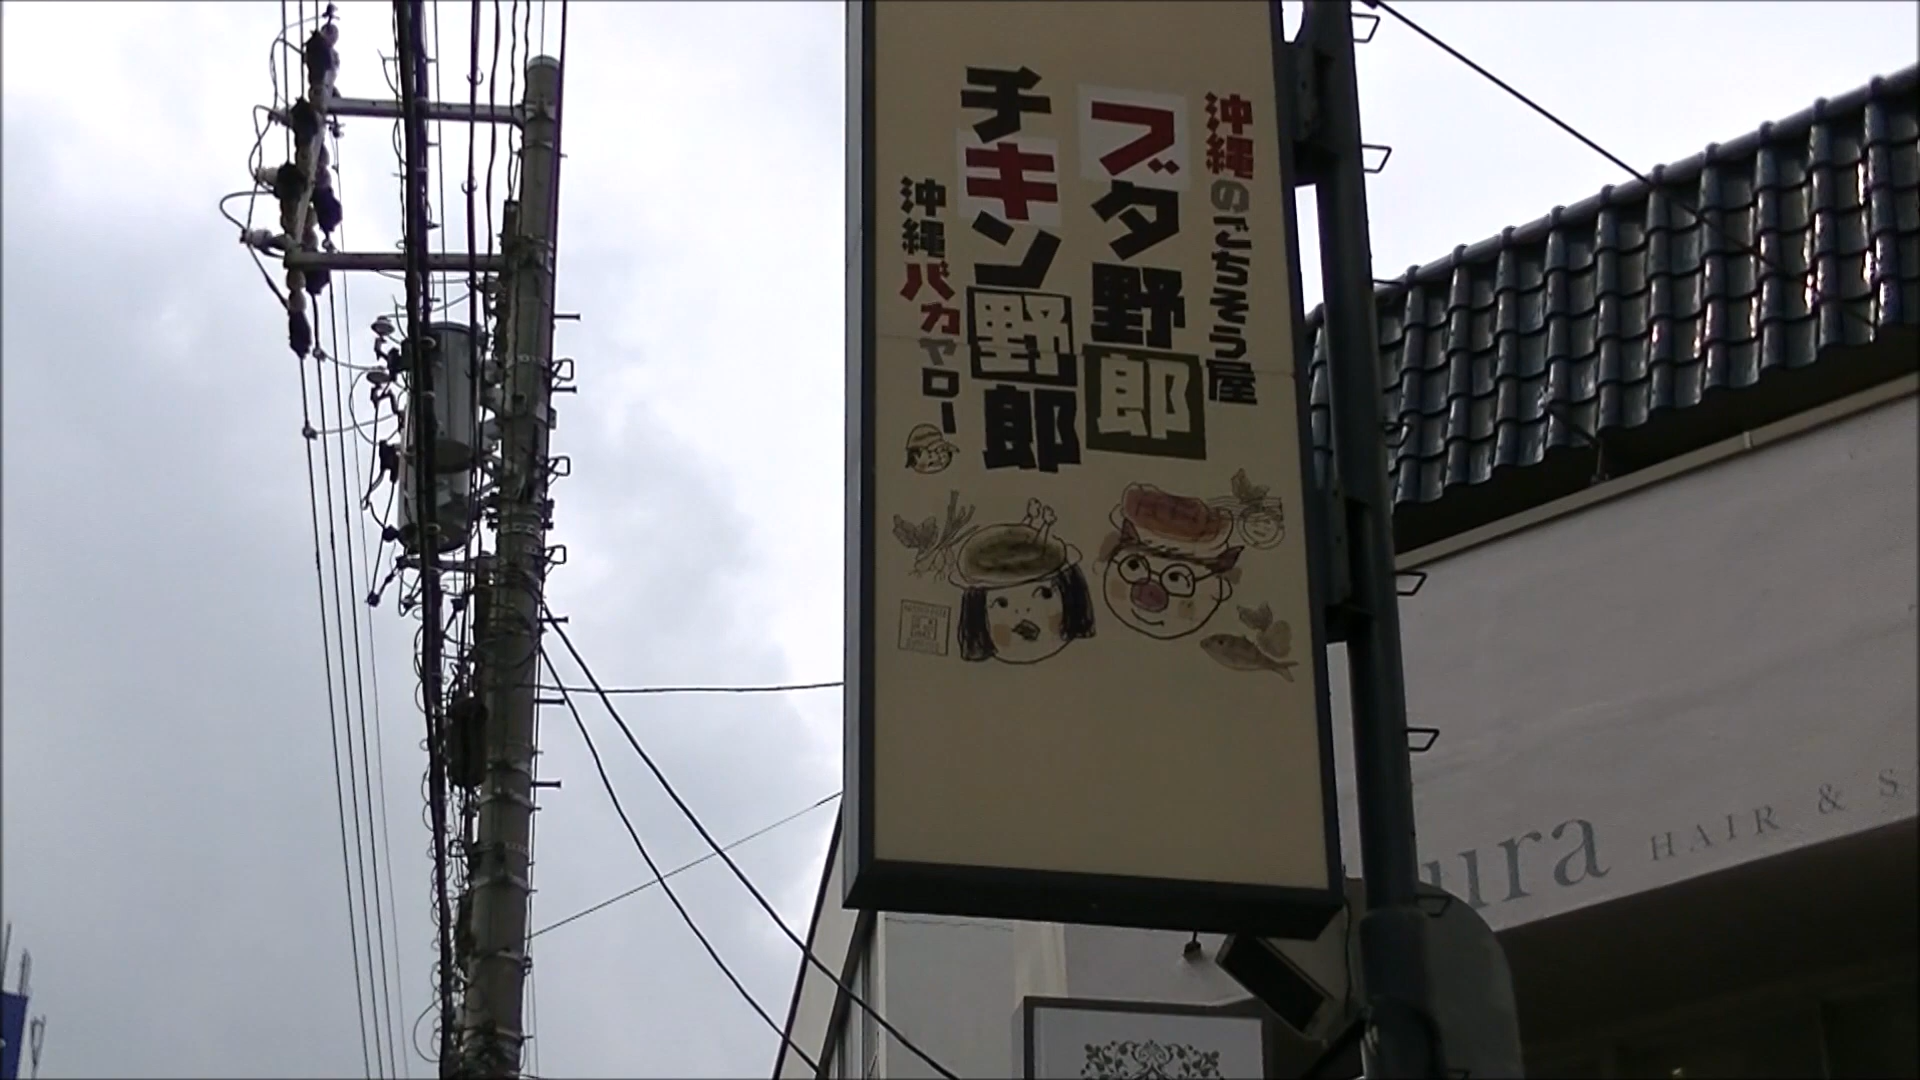 沖縄のごちそう屋
ブタ野郎
チキン野郎
沖縄バカヤロー
ura HAIR & S